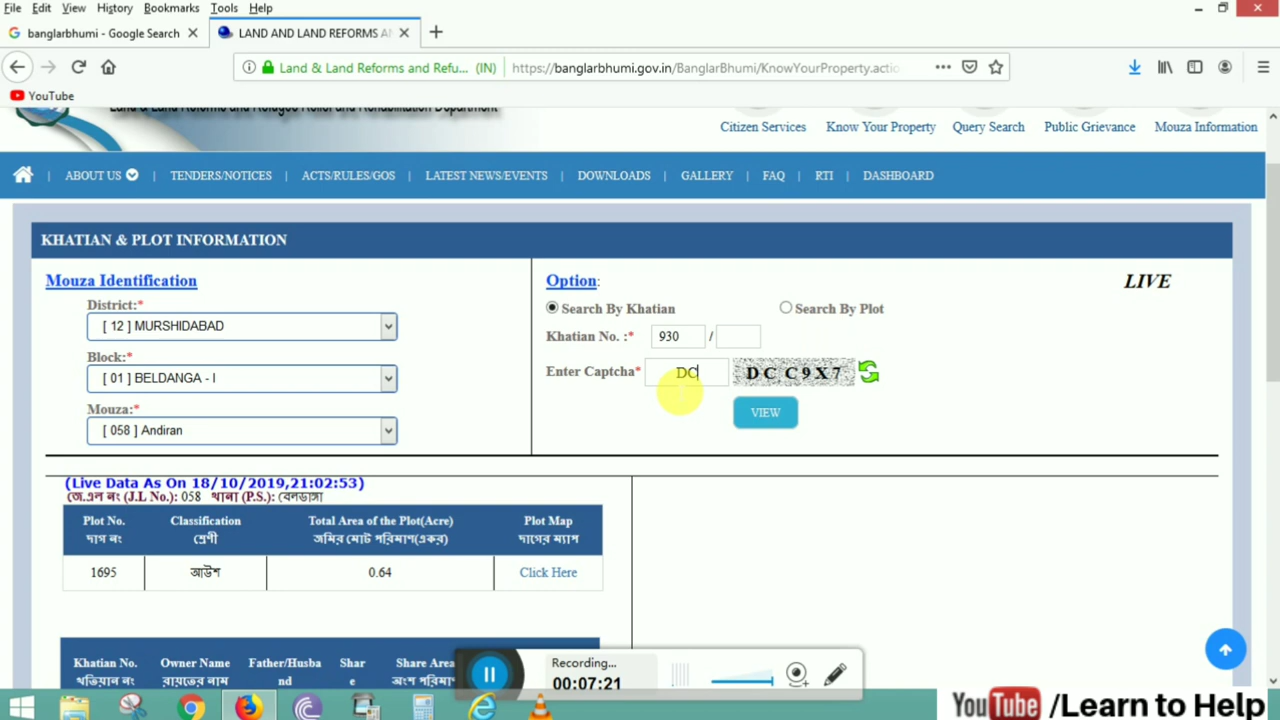 File Edit View History Bookmarks Tools Help
banglarbhumi - Google Search
LAND AND LAND REFORMS AN
Land & Land Reforms and Refu... (IN)
https://banglarbhumi.gov.in/BanglarBhumi/KnowYourProperty.actio
YouTube
Land & Land Reforms and Refugee Relief and Rehabilitation Department
Citizen Services Know Your Property Query Search Public Grievance Mouza Information
ABOUT US | TENDERS/NOTICES | ACTS/RULES/GOS | LATEST NEWS/EVENTS | DOWNLOADS | GALLERY | FAQ | RTI | DASHBOARD
KHATIAN & PLOT INFORMATION
Mouza Identification
District:*
[ 12 ] MURSHIDABAD
Block:*
[ 01 ] BELDANGA - I
Mouza:*
[ 058 ] Andiran
Option:
LIVE
Search By Khatian Search By Plot
Khatian No. :* 930 /
Enter Captcha* DC DCC9X7
VIEW
(Live Data As On 18/10/2019,21:02:53)
জে.এল নং (J.L No.): 058 থানা (P.S.): বেলডাঙ্গা
Plot No. Classification Total Area of the Plot(Acre) Plot Map
দাগ নং শ্রেণী জমির মোট পরিমাণ(একর) দাগের ম্যাপ
1695 আউশ 0.64 Click Here
Khatian No. Owner Name Father/Husba Shar Share Area
খতিয়ান নং রায়তের নাম nd e অংশ পরিমা
Recording...
00:07:21
YouTube /Learn to Help